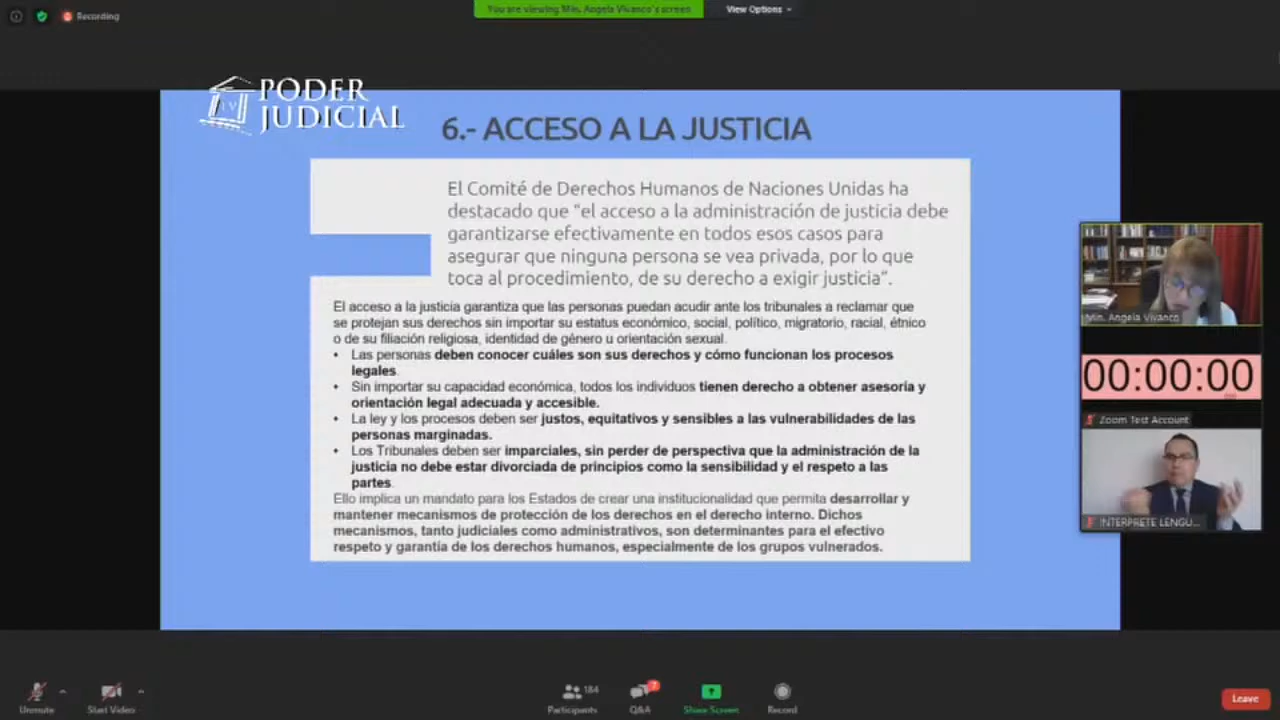 Recording
You are viewing Min. Angela Vivanco's screen
View Options
PODER
JUDICIAL
6.- ACCESO A LA JUSTICIA
El Comité de Derechos Humanos de Naciones Unidas ha
destacado que "el acceso a la administración de justicia debe
garantizarse efectivamente en todos esos casos para
asegurar que ninguna persona se vea privada, por lo que
toca al procedimiento, de su derecho a exigir justicia".
El acceso a la justicia garantiza que las personas puedan acudir ante los tribunales a reclamar que
se protejan sus derechos sin importar su estatus económico, social, político, migratorio, racial, étnico
o de su filiación religiosa, identidad de género u orientación sexual.
• Las personas deben conocer cuáles son sus derechos y cómo funcionan los procesos
legales.
• Sin importar su capacidad económica, todos los individuos tienen derecho a obtener asesoría y
orientación legal adecuada y accesible.
• La ley y los procesos deben ser justos, equitativos y sensibles a las vulnerabilidades de las
personas marginadas.
• Los Tribunales deben ser imparciales, sin perder de perspectiva que la administración de la
justicia no debe estar divorciada de principios como la sensibilidad y el respeto a las
partes.
Ello implica un mandato para los Estados de crear una institucionalidad que permita desarrollar y
mantener mecanismos de protección de los derechos en el derecho interno. Dichos
mecanismos, tanto judiciales como administrativos, son determinantes para el efectivo
respeto y garantía de los derechos humanos, especialmente de los grupos vulnerados.
Min. Angela Vivanco
00:00:00
Zoom Test Account
INTERPRETE LENGU...
Unmute
Start Video
184
Participants
7
Q&A
Share Screen
Record
Leave